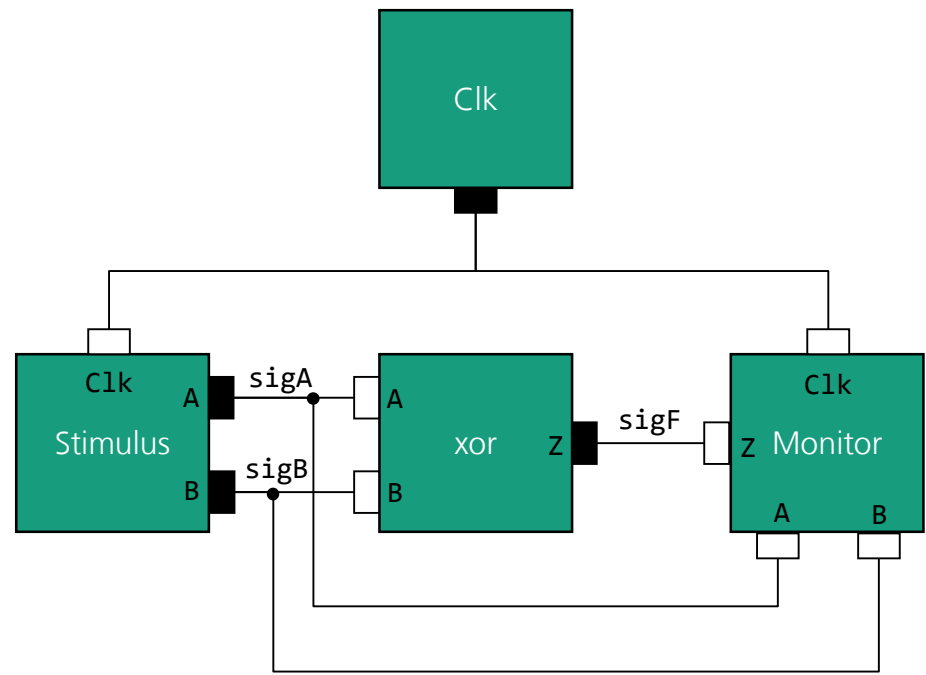 Clk
Clk
A
Stimulus
B
sigA
sigB
A
xor
Z
B
sigF
Clk
Z
Monitor
A
B